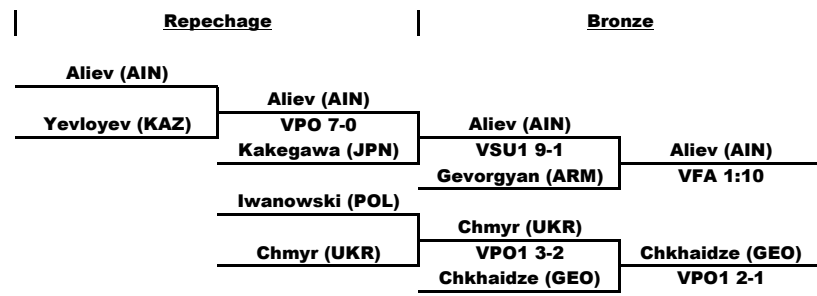 Repechage Bronze
Aliev (AIN)
Aliev (AIN)
Yevloyev (KAZ) VPO 7-0 Aliev (AIN)
Kakegawa (JPN) VSU1 9-1 Aliev (AIN)
Gevorgyan (ARM) VFA 1:10
Iwanowski (POL)
Chmyr (UKR)
Chmyr (UKR) VPO1 3-2 Chkhaidze (GEO)
Chkhaidze (GEO) VPO1 2-1